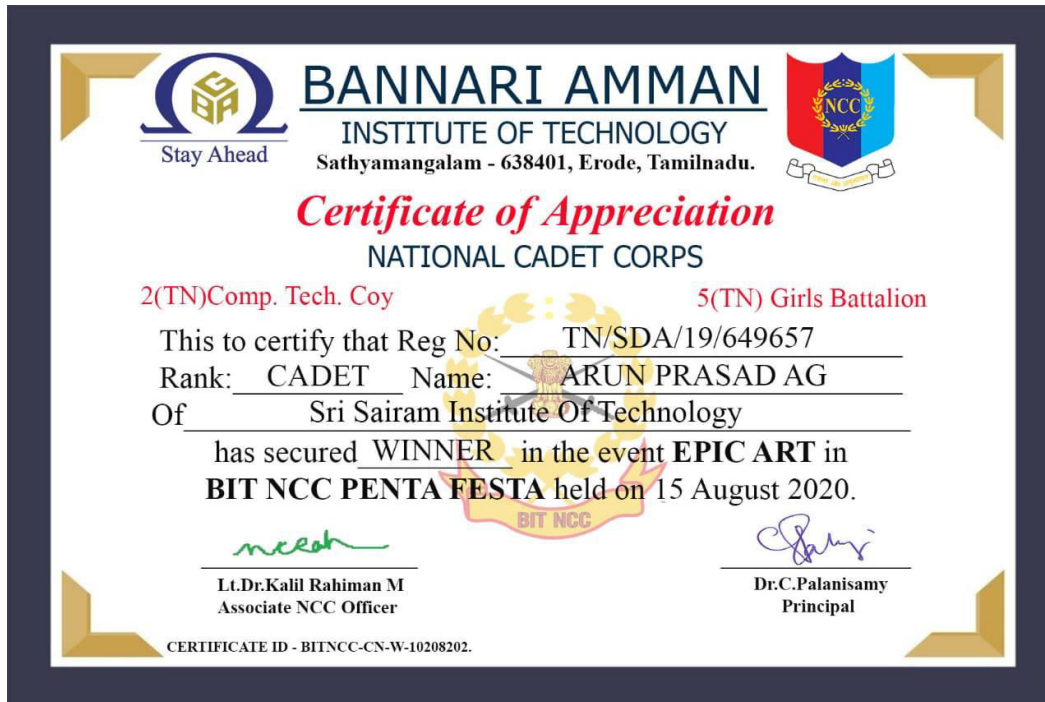 GBA
Stay Ahead
BANNARI AMMAN
INSTITUTE OF TECHNOLOGY
Sathyamangalam - 638401, Erode, Tamilnadu.
NCC
Certificate of Appreciation
NATIONAL CADET CORPS
2(TN)Comp. Tech. Coy
5(TN) Girls Battalion
This to certify that Reg No: TN/SDA/19/649657
Rank: CADET Name: ARUN PRASAD AG
Of Sri Sairam Institute Of Technology
has secured WINNER in the event EPIC ART in
BIT NCC PENTA FESTA held on 15 August 2020.
BIT NCC
Lt.Dr.Kalil Rahiman M
Associate NCC Officer
Dr.C.Palanisamy
Principal
CERTIFICATE ID - BITNCC-CN-W-10208202.